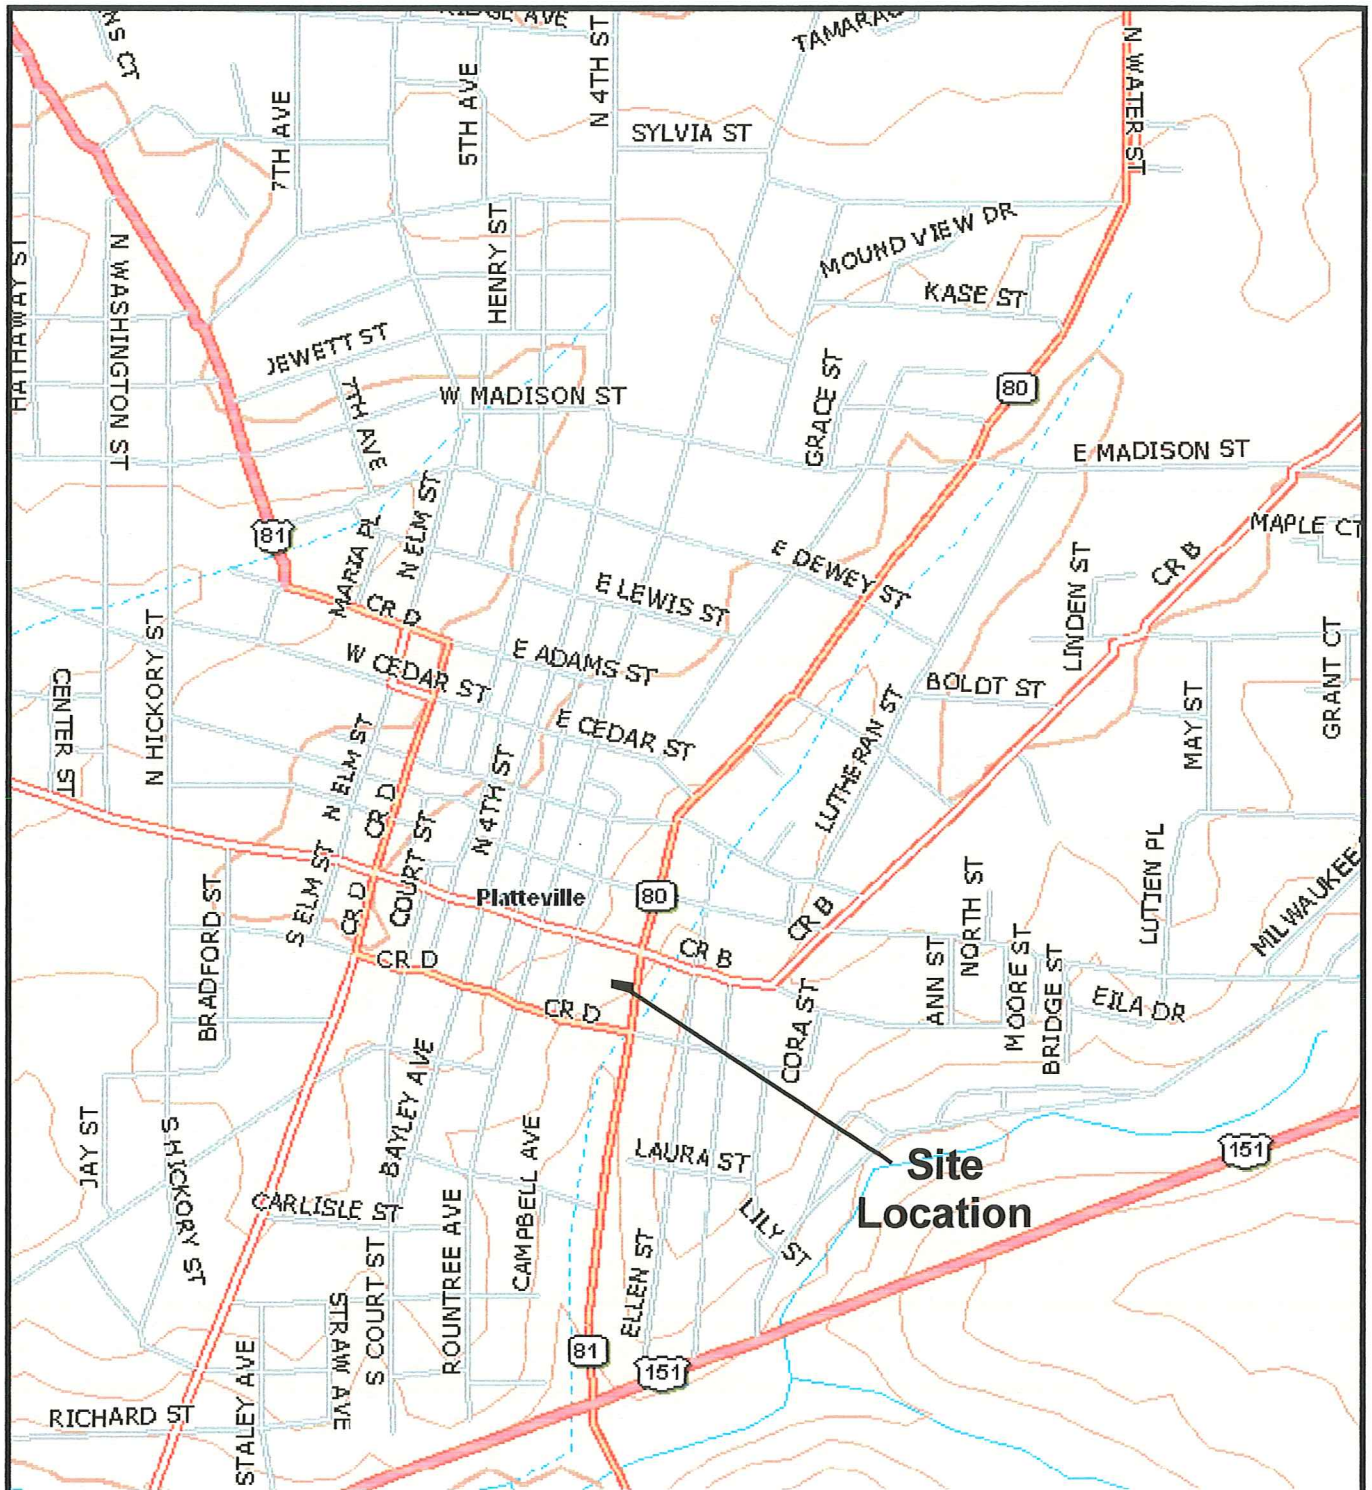 RIDGE AVE
NS CT
N 4TH ST
N WATER ST
7TH AVE
5TH AVE
SYLVIA ST
HENRY ST
MOUND VIEW DR
HATHAWAY ST
N WASHINGTON ST
KASE ST
JEWETT ST
7TH AVE
W MADISON ST
GRACE ST
80
E MADISON ST
81
MARIA PL
N ELM ST
MAPLE CT
E DEWEY ST
LINDEN ST
CR B
CR D
E LEWIS ST
N HICKORY ST
W CEDAR ST
E ADAMS ST
BOLDT ST
GRANT CT
CENTER ST
E CEDAR ST
LUTHERAN ST
MAY ST
N ELM ST
CR D
N 4TH ST
COURT ST
S ELM ST
BRADFORD ST
CR D
Platteville
80
CR B
CR B
NORTH ST
LUTIEN PL
MILWAUKEE
CR D
CR D
ANN ST
MOORE ST
BRIDGE ST
EILA DR
CORA ST
JAY ST
S HICKORY ST
BAYLEY AVE
CAMPBELL AVE
LAURA ST
Site
Location
151
CARLISLE ST
ROUNTREE AVE
LILY ST
ELLEN ST
S COURT ST
STRAW AVE
81
151
STALEY AVE
RICHARD ST